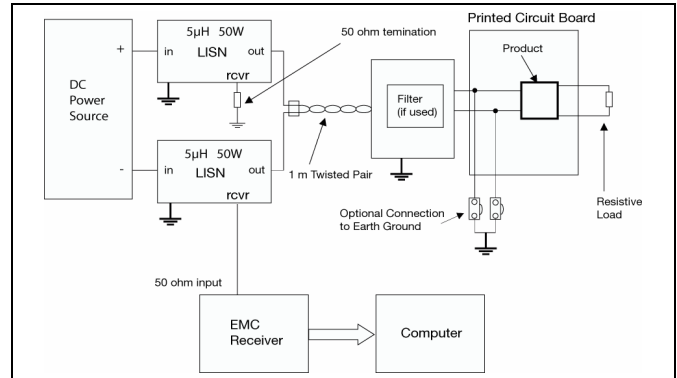 Printed Circuit Board
5µH 50W
LISN
in
out
rcvr
50 ohm temination
Product
+
DC
Power
Source
Filter
(if used)
-
5µH 50W
LISN
in
out
rcvr
1 m Twisted Pair
Optional Connection
to Earth Ground
Resistive
Load
50 ohm input
EMC
Receiver
Computer